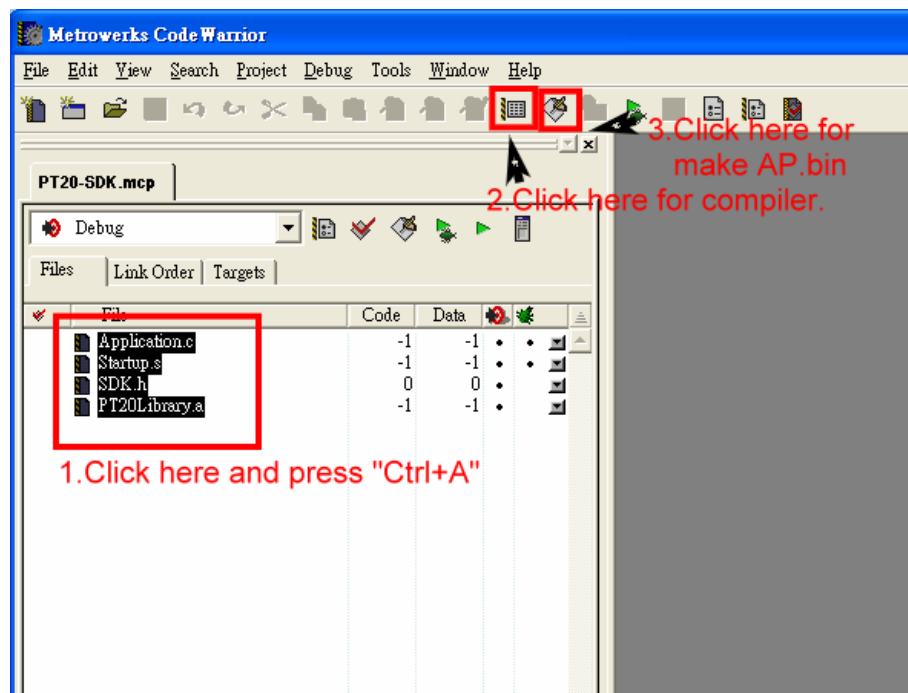 Metrowerks CodeWarrior
File Edit View Search Project Debug Tools Window Help
3.Click here for
make AP.bin
2.Click here for compiler.
PT20-SDK.mcp
Debug
Files Link Order Targets
File Code Data
Application.c -1 -1
Startup.s -1 -1
SDK.h 0 0
PT20Library.a -1 -1
1.Click here and press "Ctrl+A"